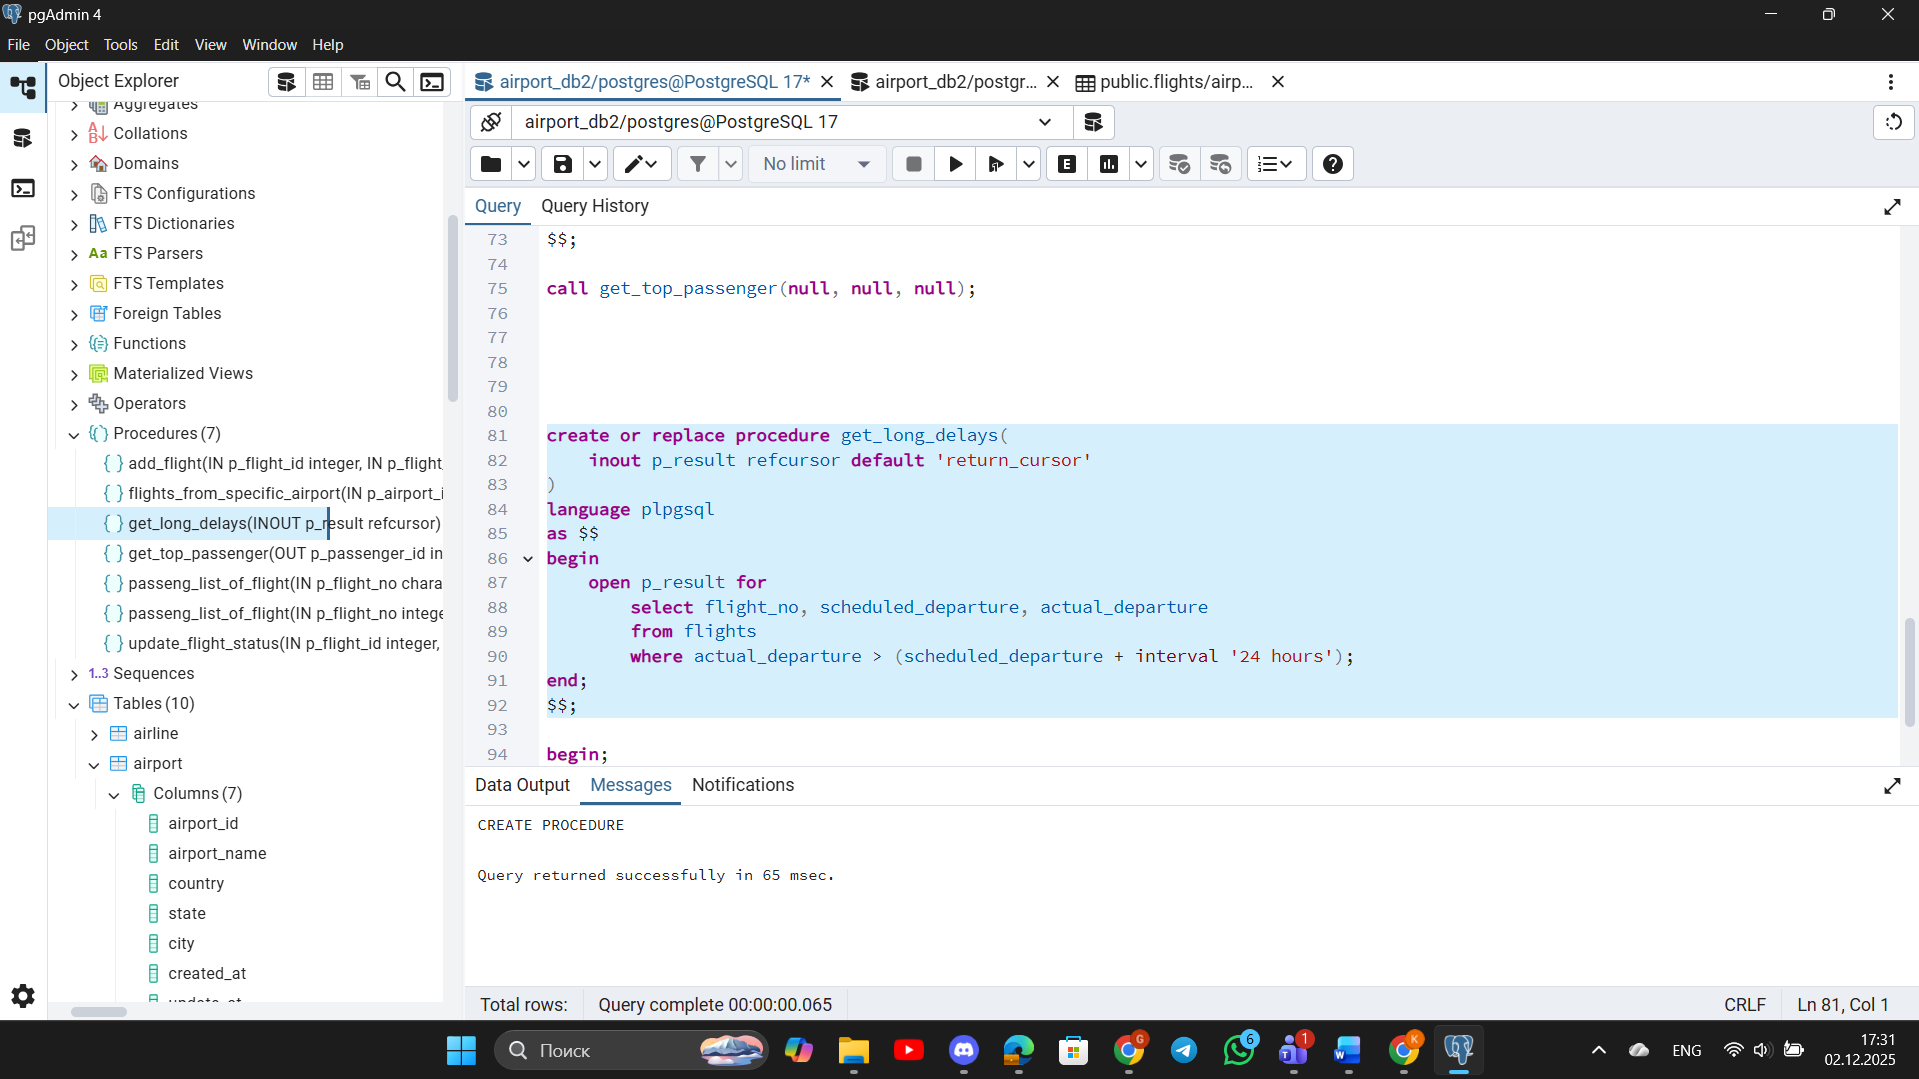 pgAdmin 4
File Object Tools Edit View Window Help
Object Explorer
airport_db2/postgres@PostgreSQL 17*
airport_db2/postgr...
public.flights/airp...
airport_db2/postgres@PostgreSQL 17
No limit
E
Query Query History
Aggregates
Collations
Domains
FTS Configurations
FTS Dictionaries
Aa FTS Parsers
FTS Templates
Foreign Tables
Functions
Materialized Views
Operators
Procedures (7)
add_flight(IN p_flight_id integer, IN p_flight_
flights_from_specific_airport(IN p_airport_i
get_long_delays(INOUT p_result refcursor)
get_top_passenger(OUT p_passenger_id in
passeng_list_of_flight(IN p_flight_no chara
passeng_list_of_flight(IN p_flight_no intege
update_flight_status(IN p_flight_id integer,
1..3 Sequences
Tables (10)
airline
airport
Columns (7)
airport_id
airport_name
country
state
city
created_at
update_at
73 $$;
74
75 call get_top_passenger(null, null, null);
76
77
78
79
80
81 create or replace procedure get_long_delays(
82 inout p_result refcursor default 'return_cursor'
83 )
84 language plpgsql
85 as $$
86 begin
87 open p_result for
88 select flight_no, scheduled_departure, actual_departure
89 from flights
90 where actual_departure > (scheduled_departure + interval '24 hours');
91 end;
92 $$;
93
94 begin;
Data Output Messages Notifications
CREATE PROCEDURE
Query returned successfully in 65 msec.
Total rows: Query complete 00:00:00.065
CRLF Ln 81, Col 1
Поиск
G
6
1
K
ENG
17:31
02.12.2025